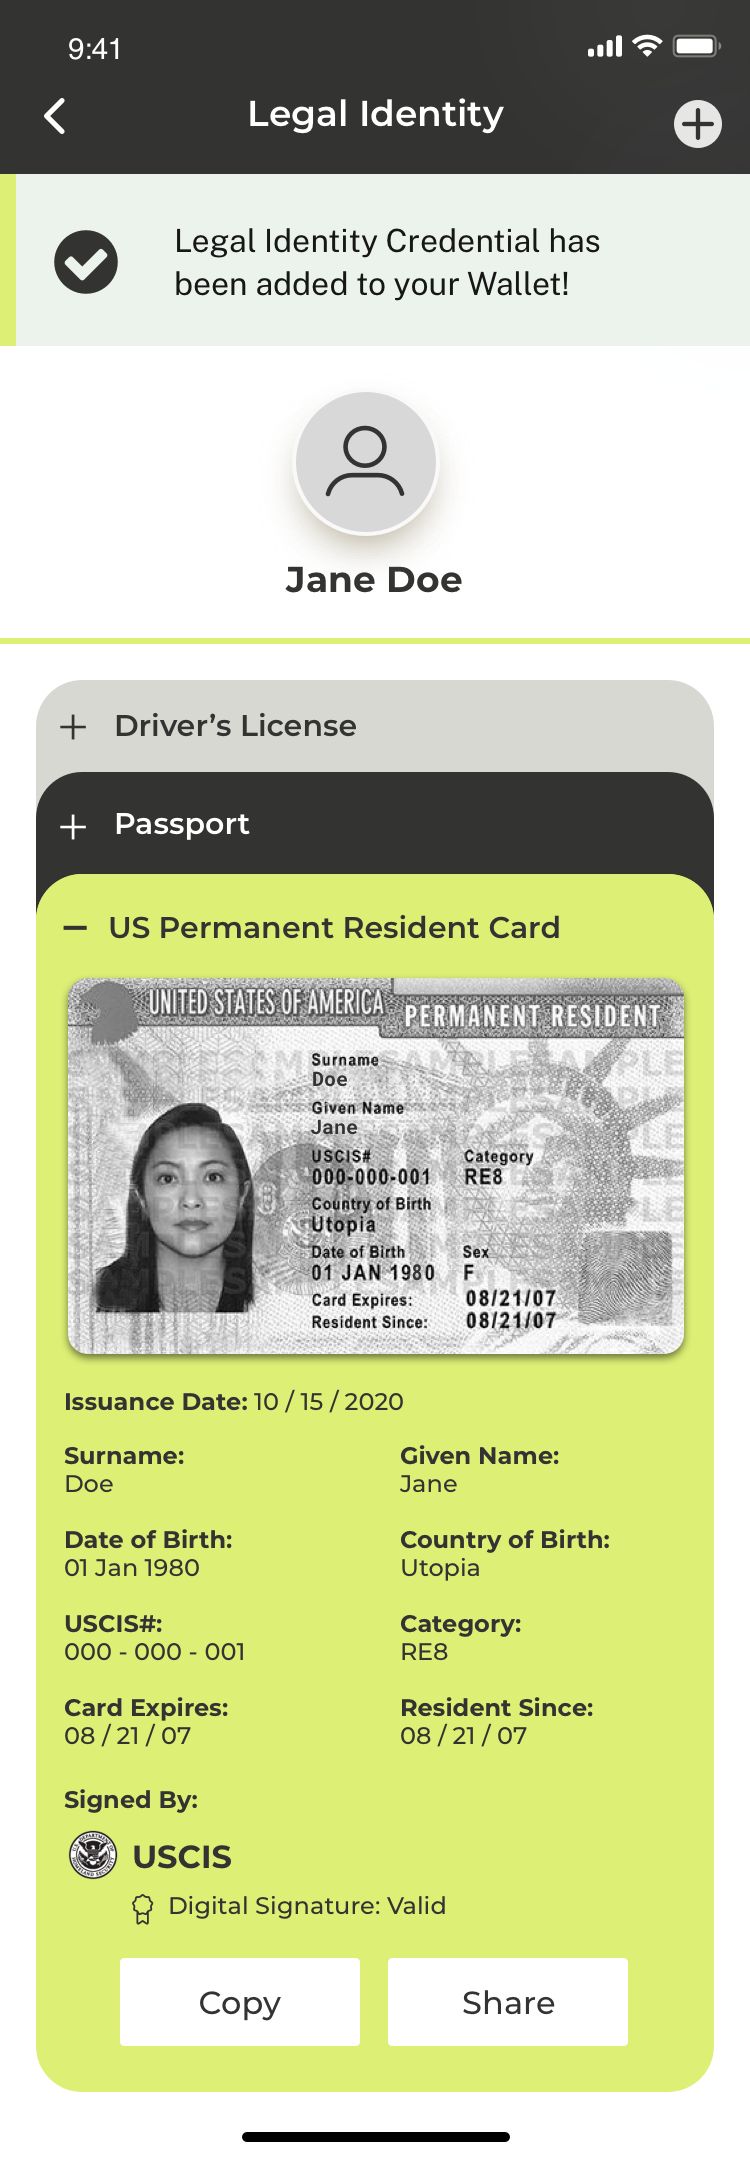 9:41
Legal Identity
Legal Identity Credential has
been added to your Wallet!
Jane Doe
Driver’s License
Passport
US Permanent Resident Card
UNITED STATES OF AMERICA
PERMANENT RESIDENT
Surname
Doe
Given Name
Jane
USCIS# Category
000-000-001 RE8
Country of Birth
Utopia
Date of Birth Sex
01 JAN 1980 F
Card Expires: 08/21/07
Resident Since: 08/21/07
Issuance Date: 10 / 15 / 2020
Surname: Given Name:
Doe Jane
Date of Birth: Country of Birth:
01 Jan 1980 Utopia
USCIS#: Category:
000 - 000 - 001 RE8
Card Expires: Resident Since:
08 / 21 / 07 08 / 21 / 07
Signed By:
USCIS
Digital Signature: Valid
Copy Share